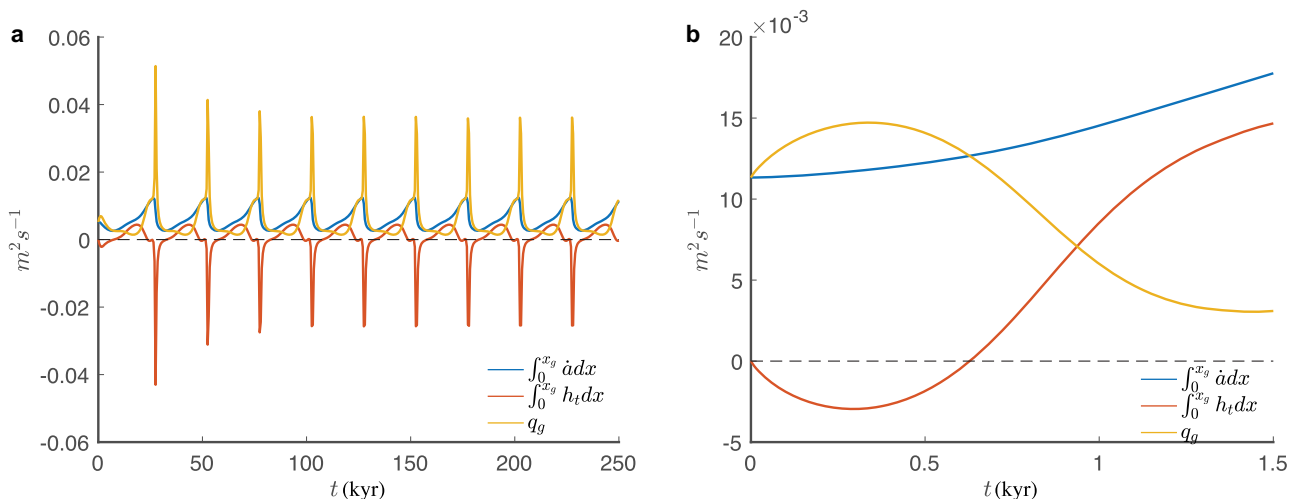 a
0.06
0.04
0.02
0
-0.02
-0.04
-0.06
m² s⁻¹
0 50 100 150 200 250
t (kyr)
∫₀^{x_g} ȧdx
∫₀^{x_g} h_t dx
q_g
b
×10⁻³
20
15
10
5
0
-5
m² s⁻¹
0 0.5 1 1.5
t (kyr)
∫₀^{x_g} ȧdx
∫₀^{x_g} h_t dx
q_g